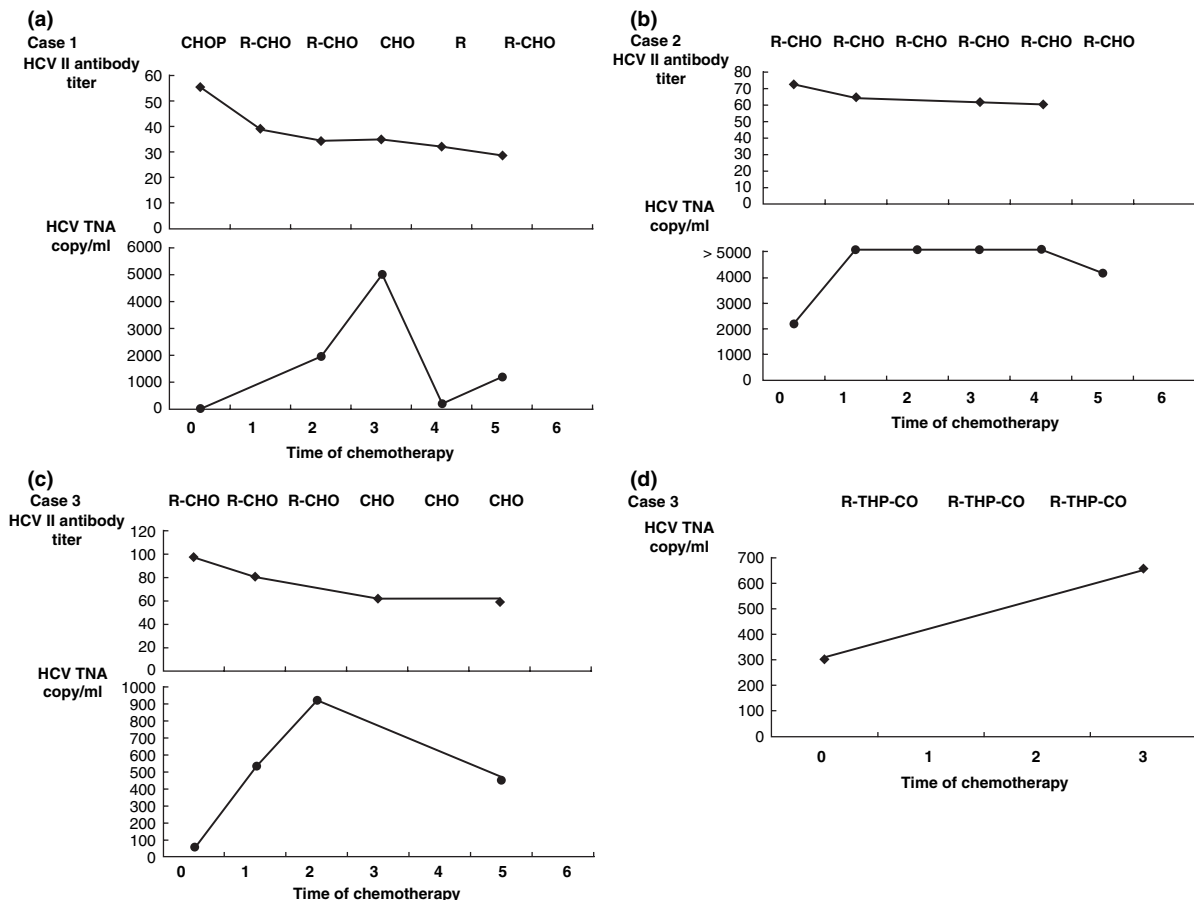 (a)
Case 1
CHOP R-CHO R-CHO CHO R R-CHO
HCV II antibody
titer
60
50
40
30
20
10
0
HCV TNA
copy/ml
6000
5000
4000
3000
2000
1000
0
0 1 2 3 4 5 6
Time of chemotherapy
(b)
Case 2
R-CHO R-CHO R-CHO R-CHO R-CHO R-CHO
HCV II antibody
titer
80
70
60
50
40
30
20
10
0
HCV TNA
copy/ml
> 5000
4000
3000
2000
1000
0
0 1 2 3 4 5 6
Time of chemotherapy
(c)
Case 3
R-CHO R-CHO R-CHO CHO CHO CHO
HCV II antibody
titer
120
100
80
60
40
20
0
HCV TNA
copy/ml
1000
900
800
700
600
500
400
300
200
100
0
0 1 2 3 4 5 6
Time of chemotherapy
(d)
Case 3
R-THP-CO R-THP-CO R-THP-CO
HCV TNA
copy/ml
700
600
500
400
300
200
100
0
0 1 2 3
Time of chemotherapy